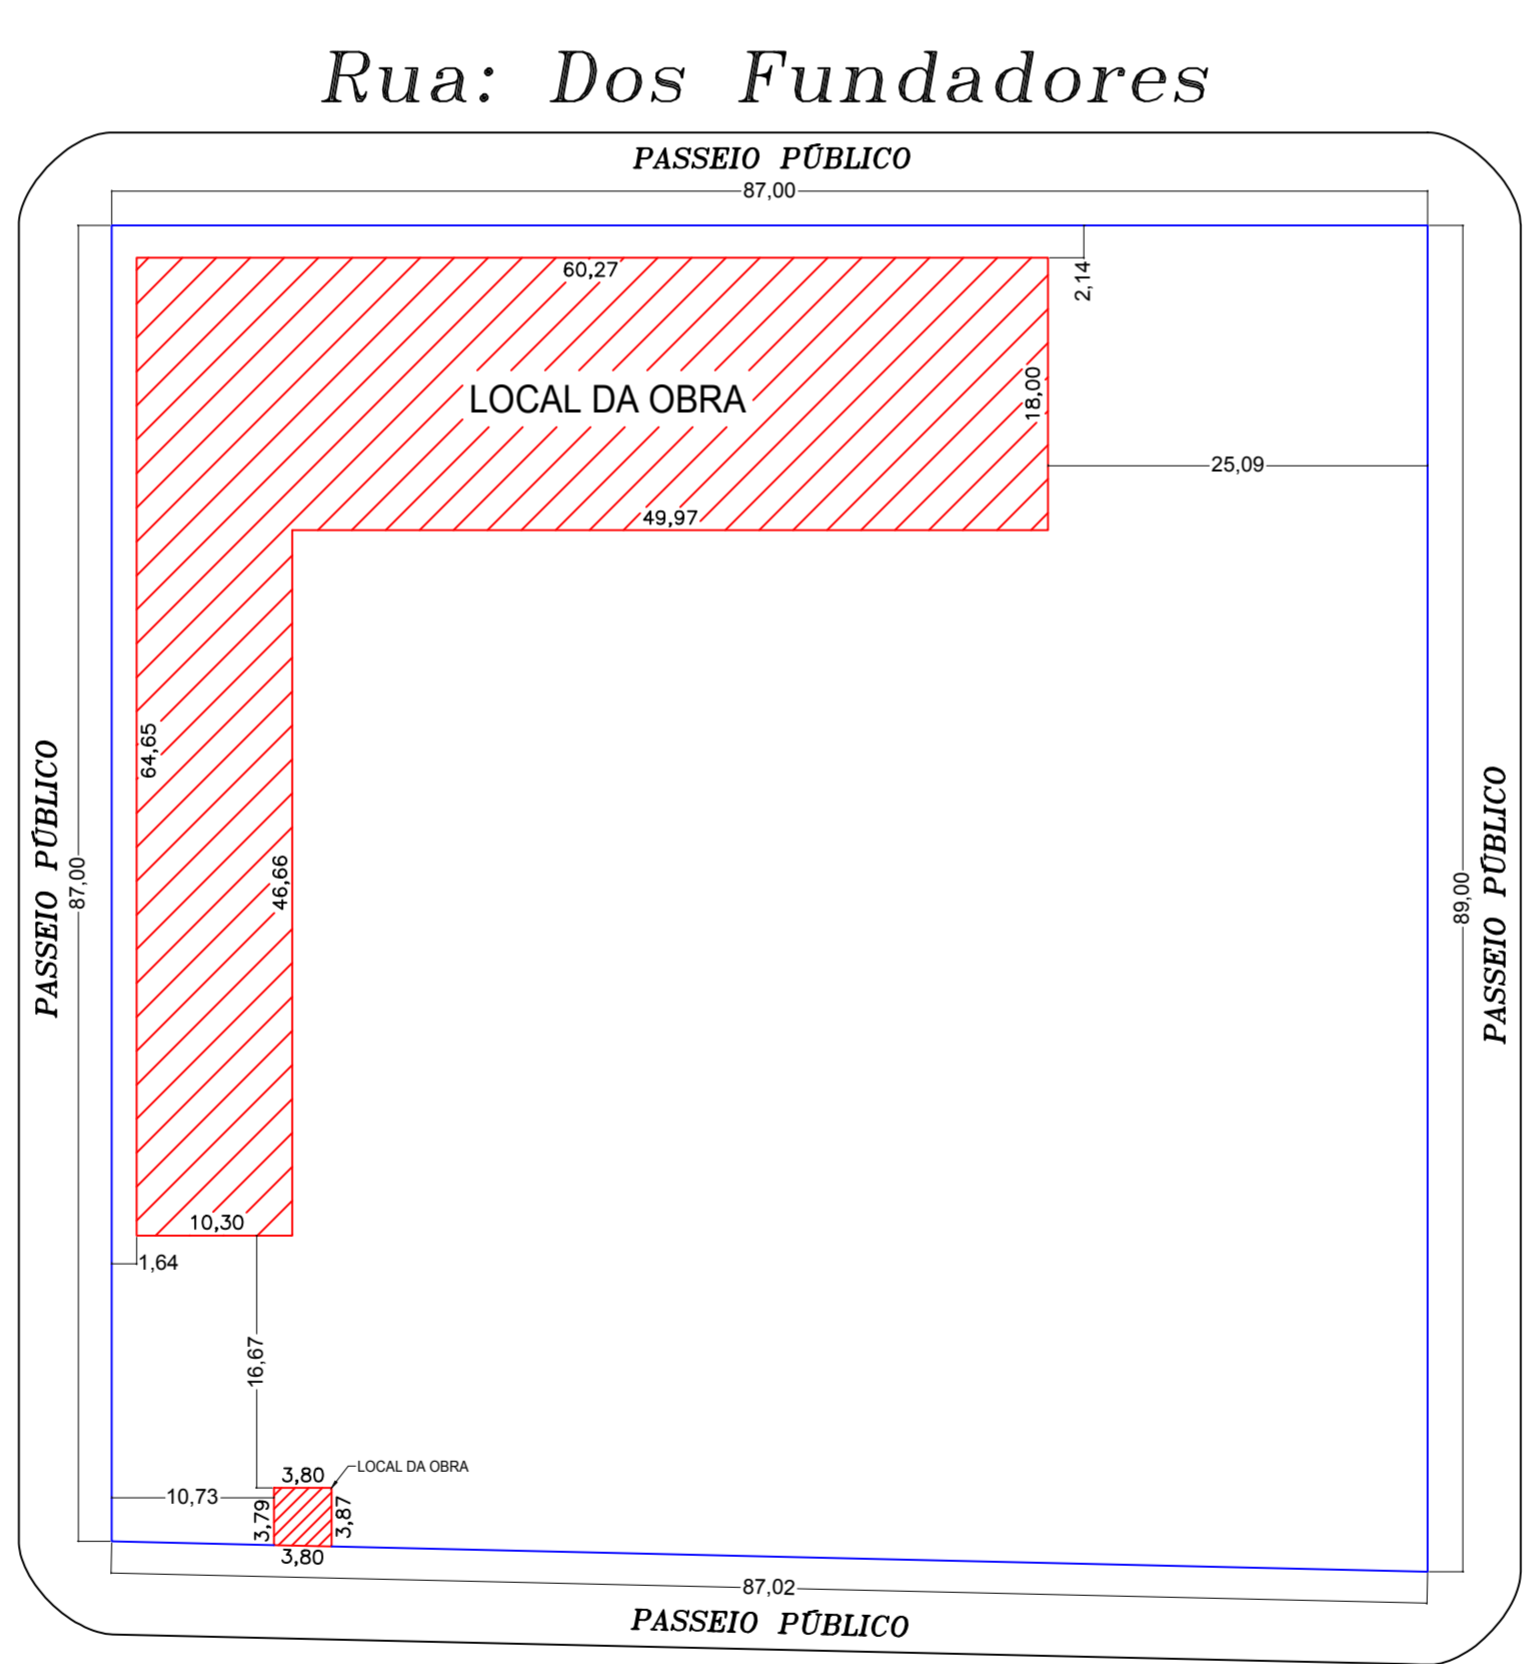 Rua: Dos Fundadores
PASSEIO PÚBLICO
87,00
60,27
2,14
LOCAL DA OBRA
18,00
25,09
49,97
64,65
46,66
PASSEIO PÚBLICO
87,00
89,00
PASSEIO PÚBLICO
10,30
1,64
16,67
LOCAL DA OBRA
3,80
10,73
3,79
3,87
3,80
87,02
PASSEIO PÚBLICO